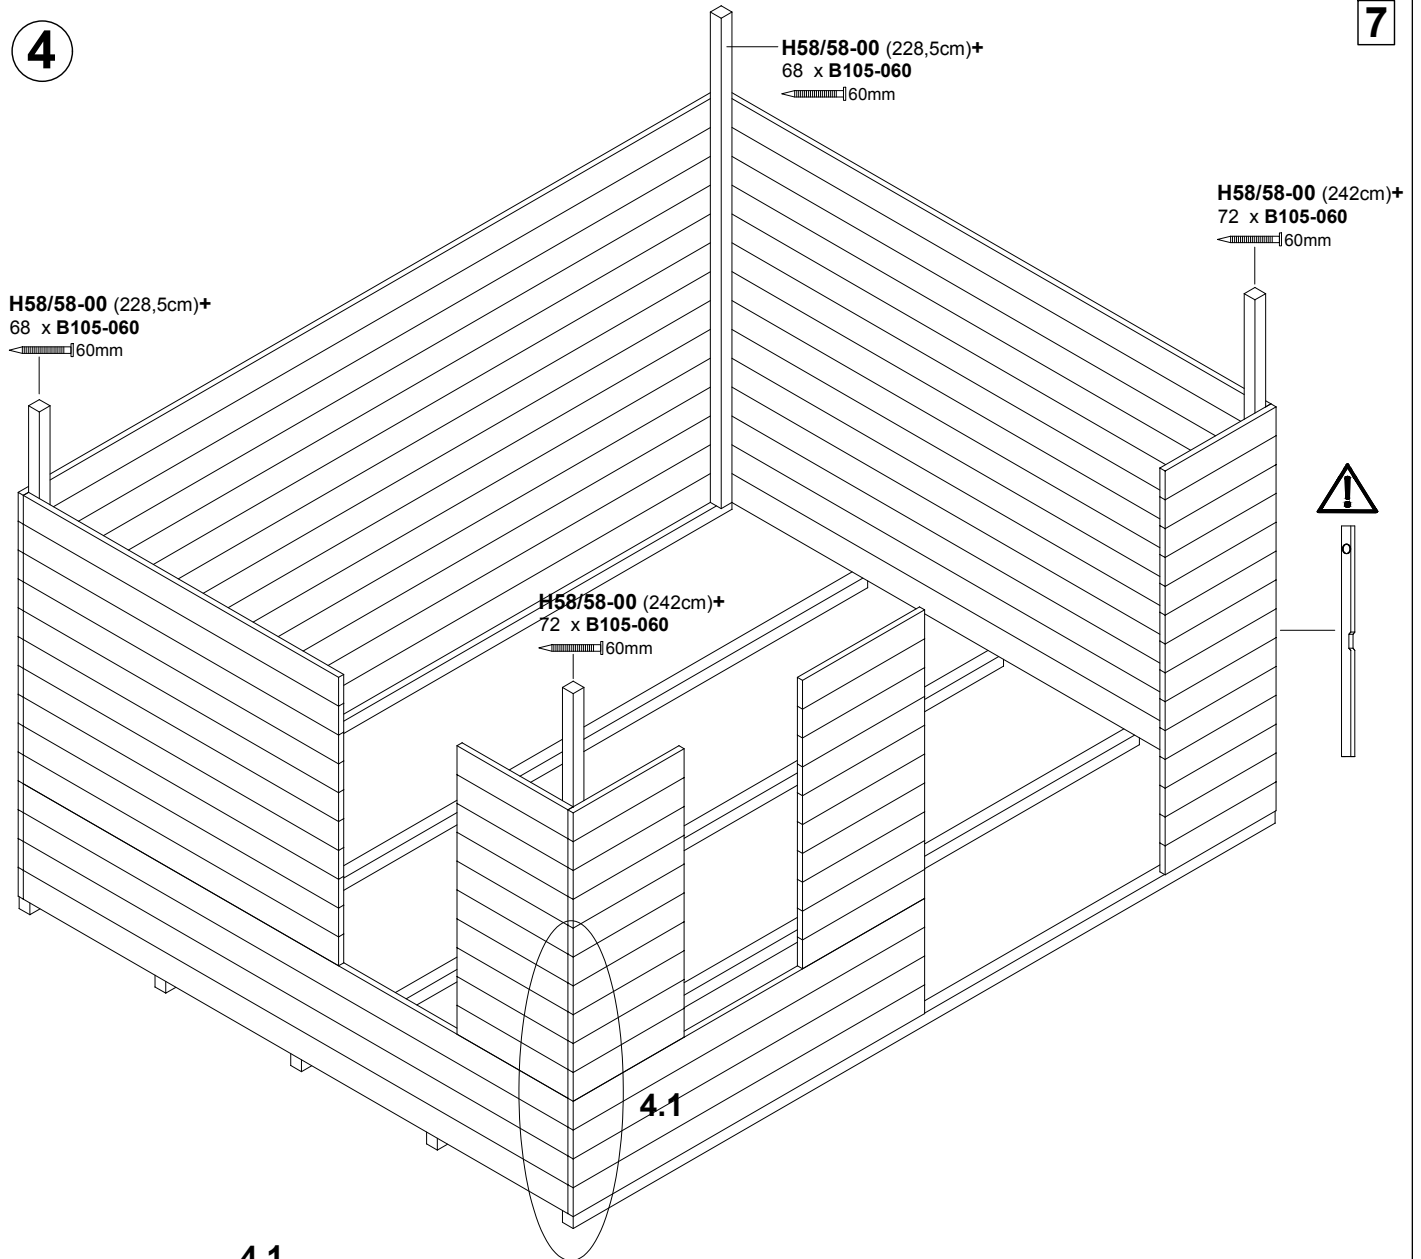 4
7
H58/58-00 (228,5cm)+
68 x B105-060
60mm
H58/58-00 (242cm)+
72 x B105-060
60mm
H58/58-00 (228,5cm)+
68 x B105-060
60mm
H58/58-00 (242cm)+
72 x B105-060
60mm
4.1
4.1